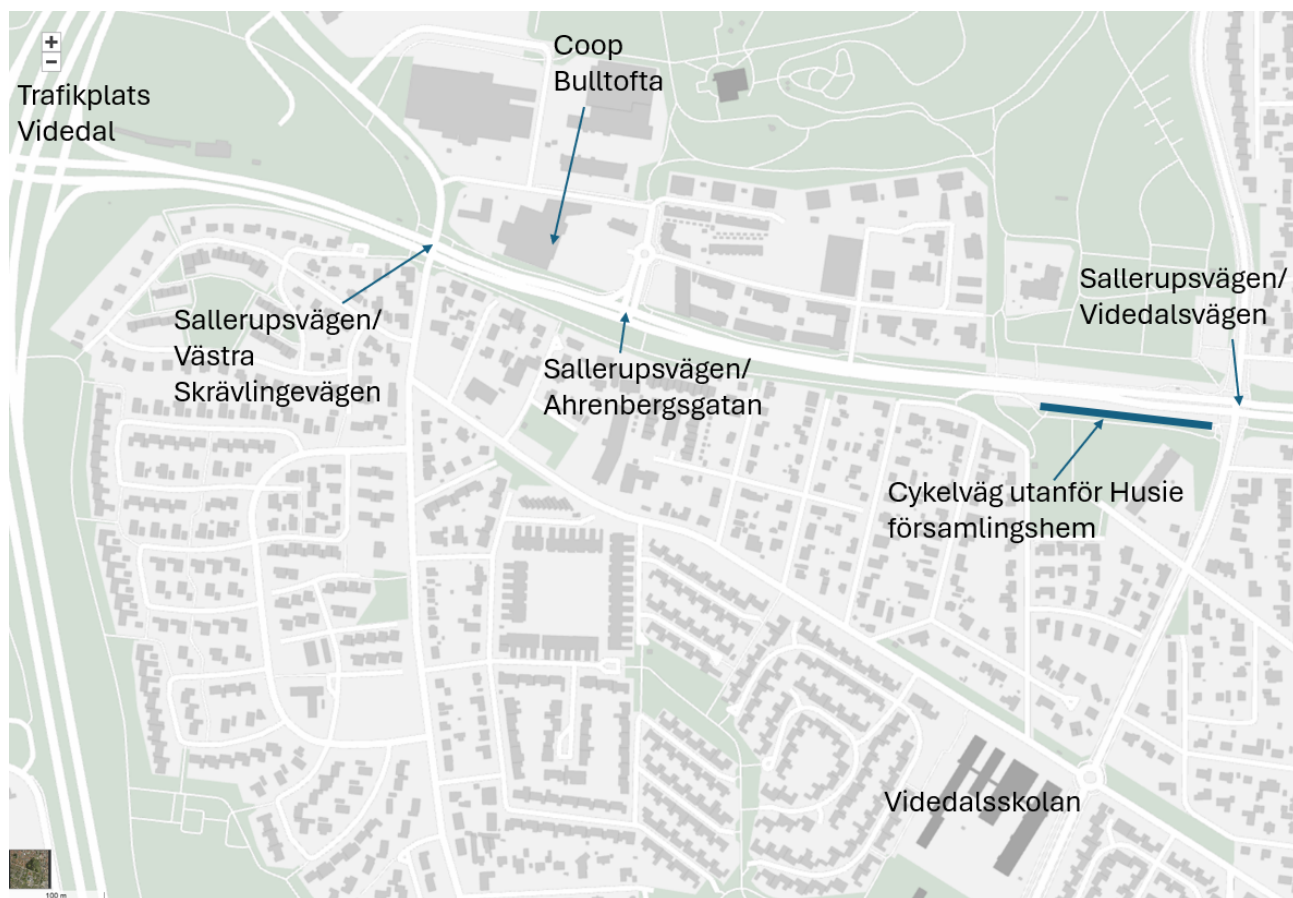 +
−
Trafikplats
Videdal
Coop
Bulltofta
Sallerupsvägen/
Västra
Skrävlingevägen
Sallerupsvägen/
Ahrenbergsgatan
Sallerupsvägen/
Videdalsvägen
Cykelväg utanför Husie
församlingshem
Videdalsskolan
100 m